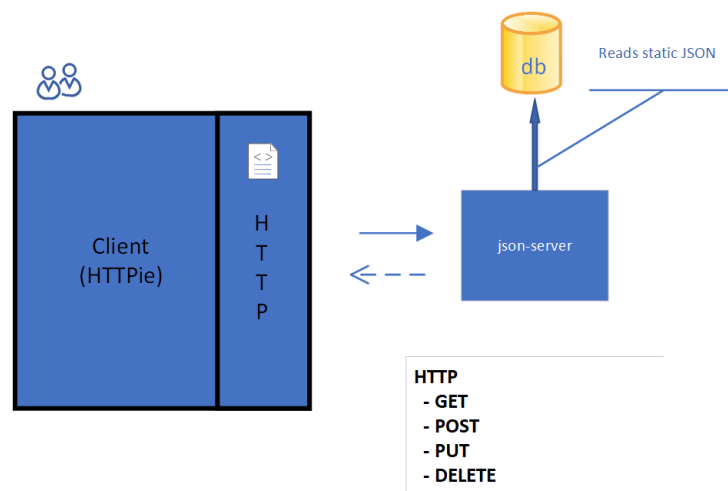 db
Reads static JSON
< >
Client
(HTTPie)
H
T
T
P
json-server
HTTP
- GET
- POST
- PUT
- DELETE